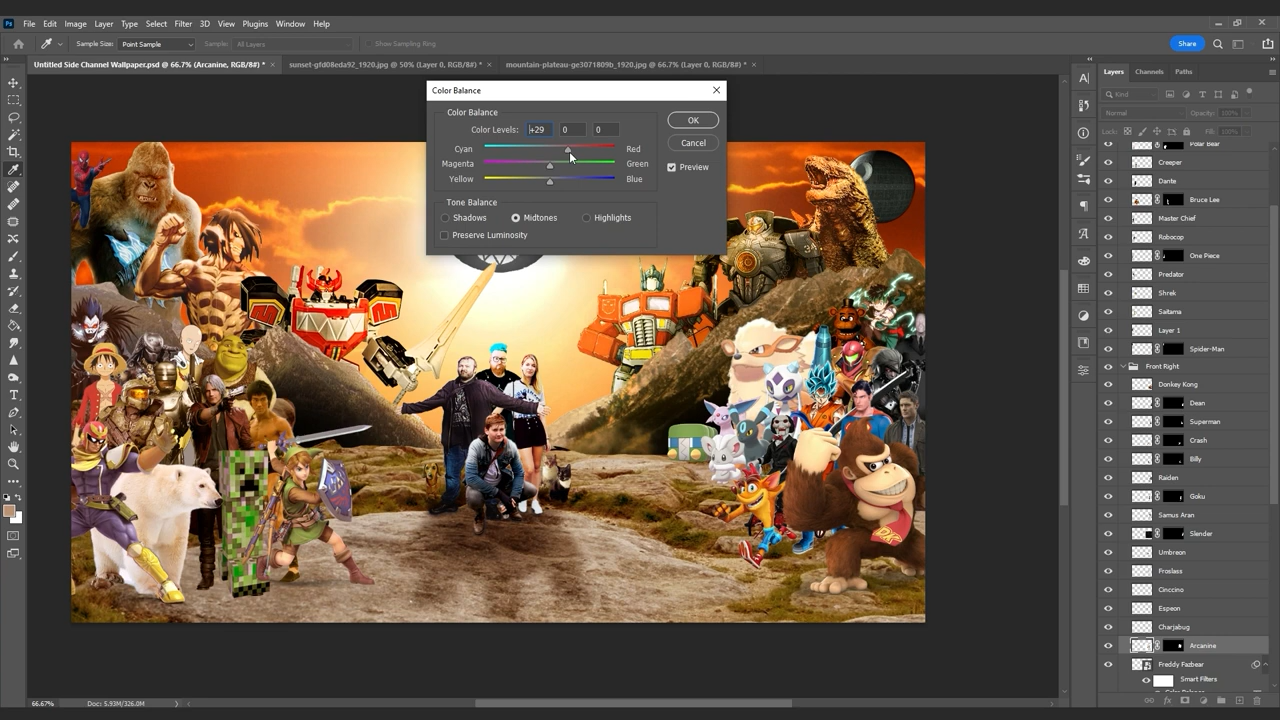 Ps File Edit Image Layer Type Select Filter 3D View Plugins Window Help
Sample Size: Point Sample Sample: All Layers Show Sampling Ring Share
Untitled Side Channel Wallpaper.psd @ 66.7% (Arcanine, RGB/8#) * × sunset-gfd08eda92_1920.jpg @ 50% (Layer 0, RGB/8#) * × mountain-plateau-ge3071809b_1920.jpg @ 66.7% (Layer 0, RGB/8#) * ×
Color Balance
Color Balance
Color Levels: +29 0 0
Cyan Red
Magenta Green
Yellow Blue
Tone Balance
Shadows Midtones Highlights
Preserve Luminosity
OK
Cancel
Preview
Layers Channels Paths
Kind
Normal Opacity: 100%
Lock: Fill: 100%
Polar Bear
Creeper
Dante
Bruce Lee
Master Chief
Robocop
One Piece
Predator
Shrek
Saitama
Layer 1
Spider-Man
Front Right
Donkey Kong
Dean
Superman
Crash
Billy
Raiden
Goku
Samus Aran
Slender
Umbreon
Froslass
Cinccino
Espeon
Charjabug
Arcanine
Freddy Fazbear
Smart Filters
Color Balance
DK
66.67% Doc: 5.93M/326.0M